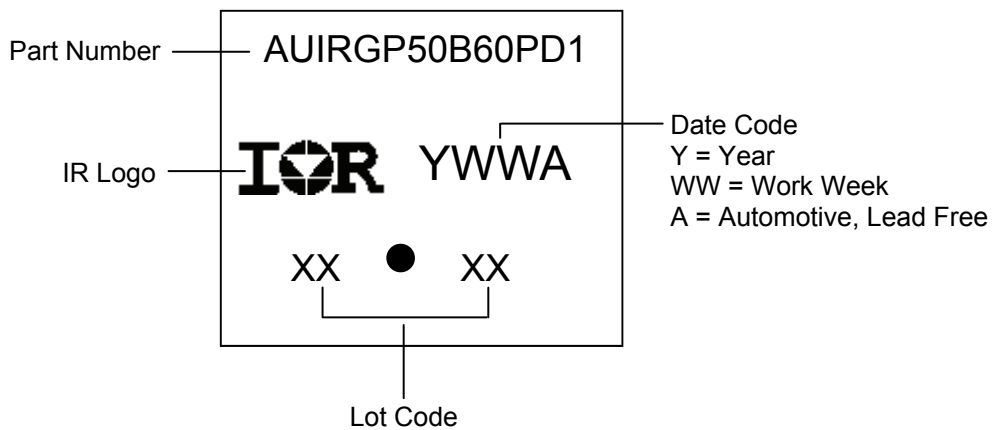 Part Number
AUIRGP50B60PD1
IR Logo
IOR
YWWA
Date Code
Y = Year
WW = Work Week
A = Automotive, Lead Free
XX
XX
Lot Code